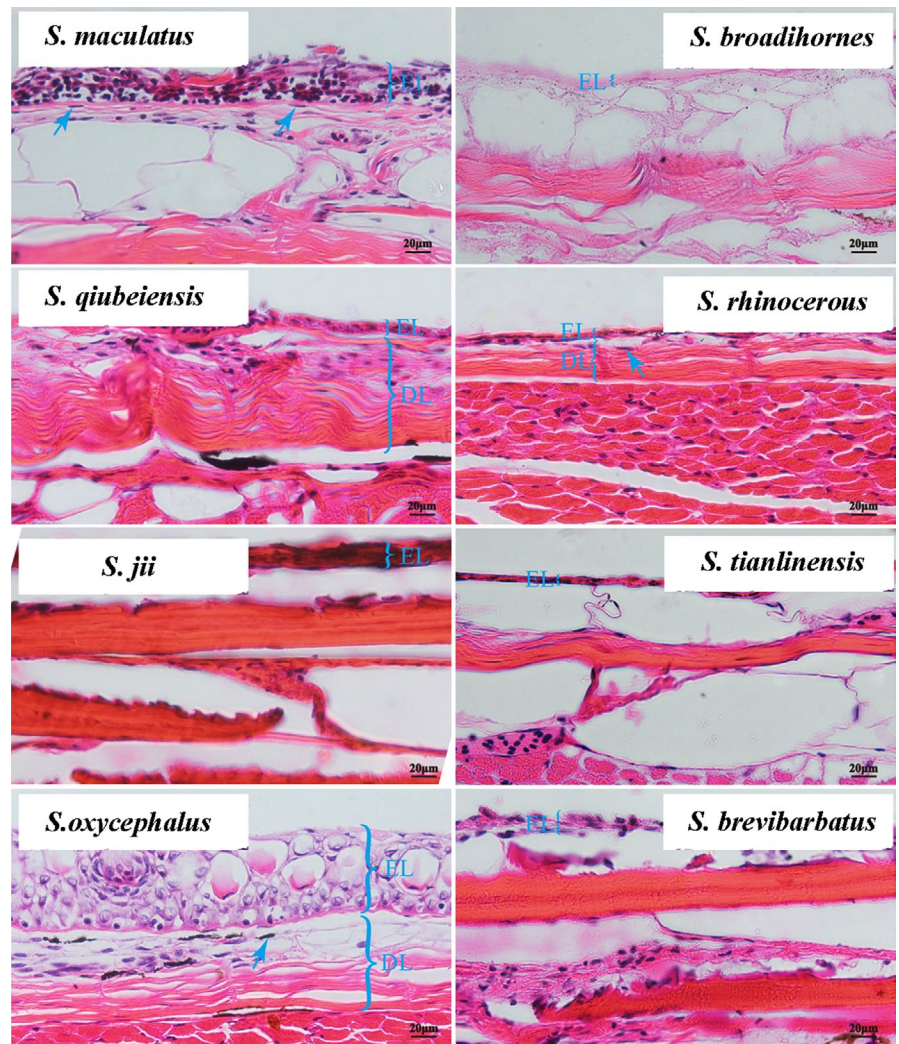 S. maculatus
EL
20μm
S. broadihornes
EL
20μm
S. qiubeiensis
EL
DL
20μm
S. rhinocerous
EL
DL
20μm
S. jii
EL
20μm
S. tianlinensis
EL
20μm
S.oxycephalus
EL
DL
20μm
S. brevibarbatus
EL
20μm